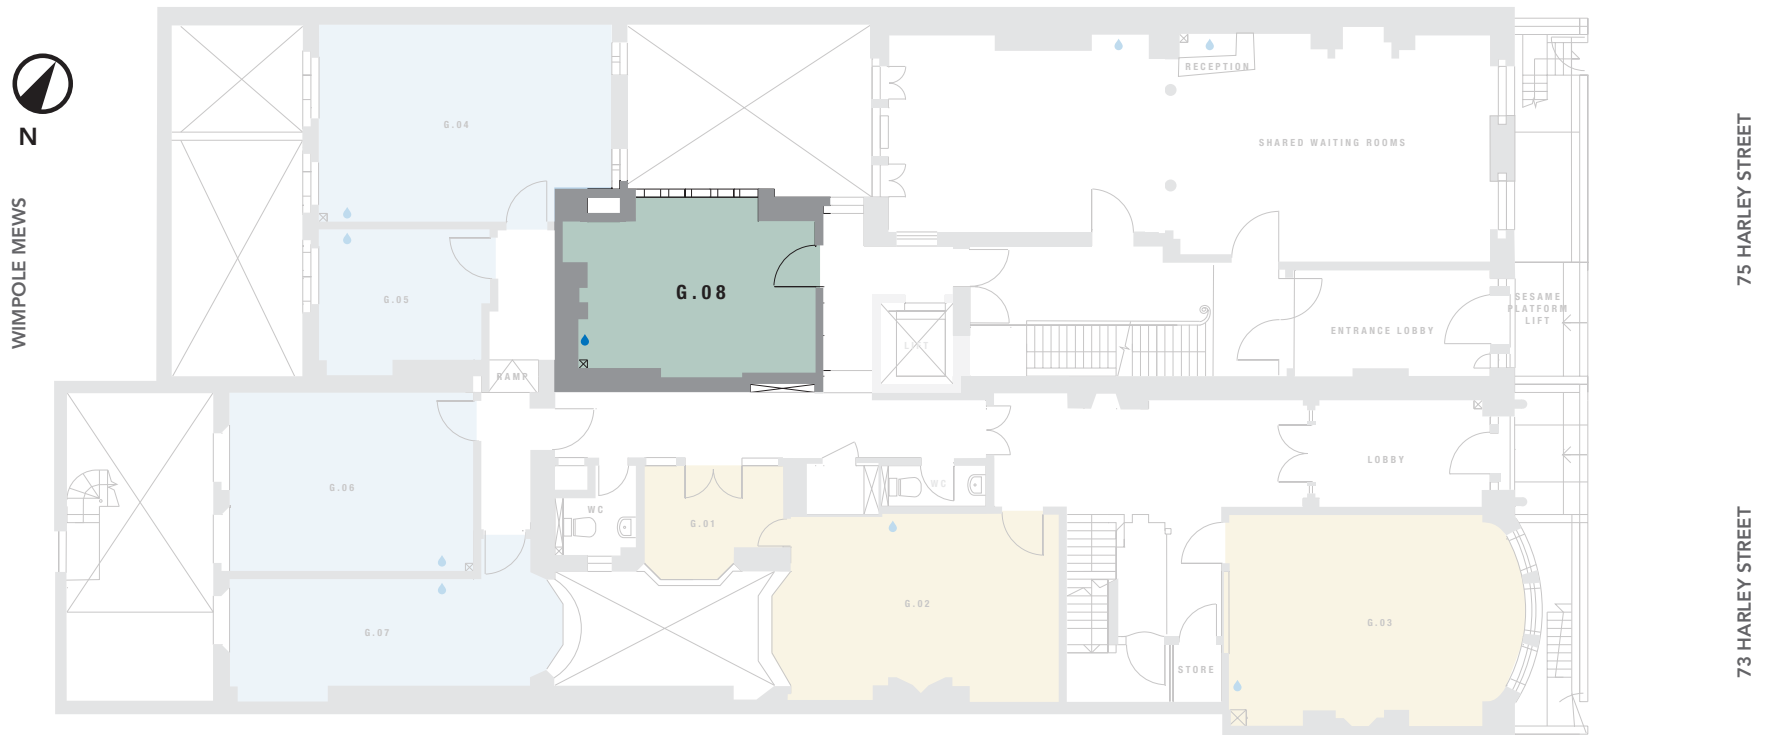 RECEPTION
G.04
N
SHARED WAITING ROOMS
75 HARLEY STREET
WIMPOLE MEWS
G.08
G.05
SESAME
PLATFORM
LIFT
ENTRANCE LOBBY
LIFT
RAMP
LOBBY
G.06
WC
WC
G.01
73 HARLEY STREET
G.02
G.03
G.07
STORE